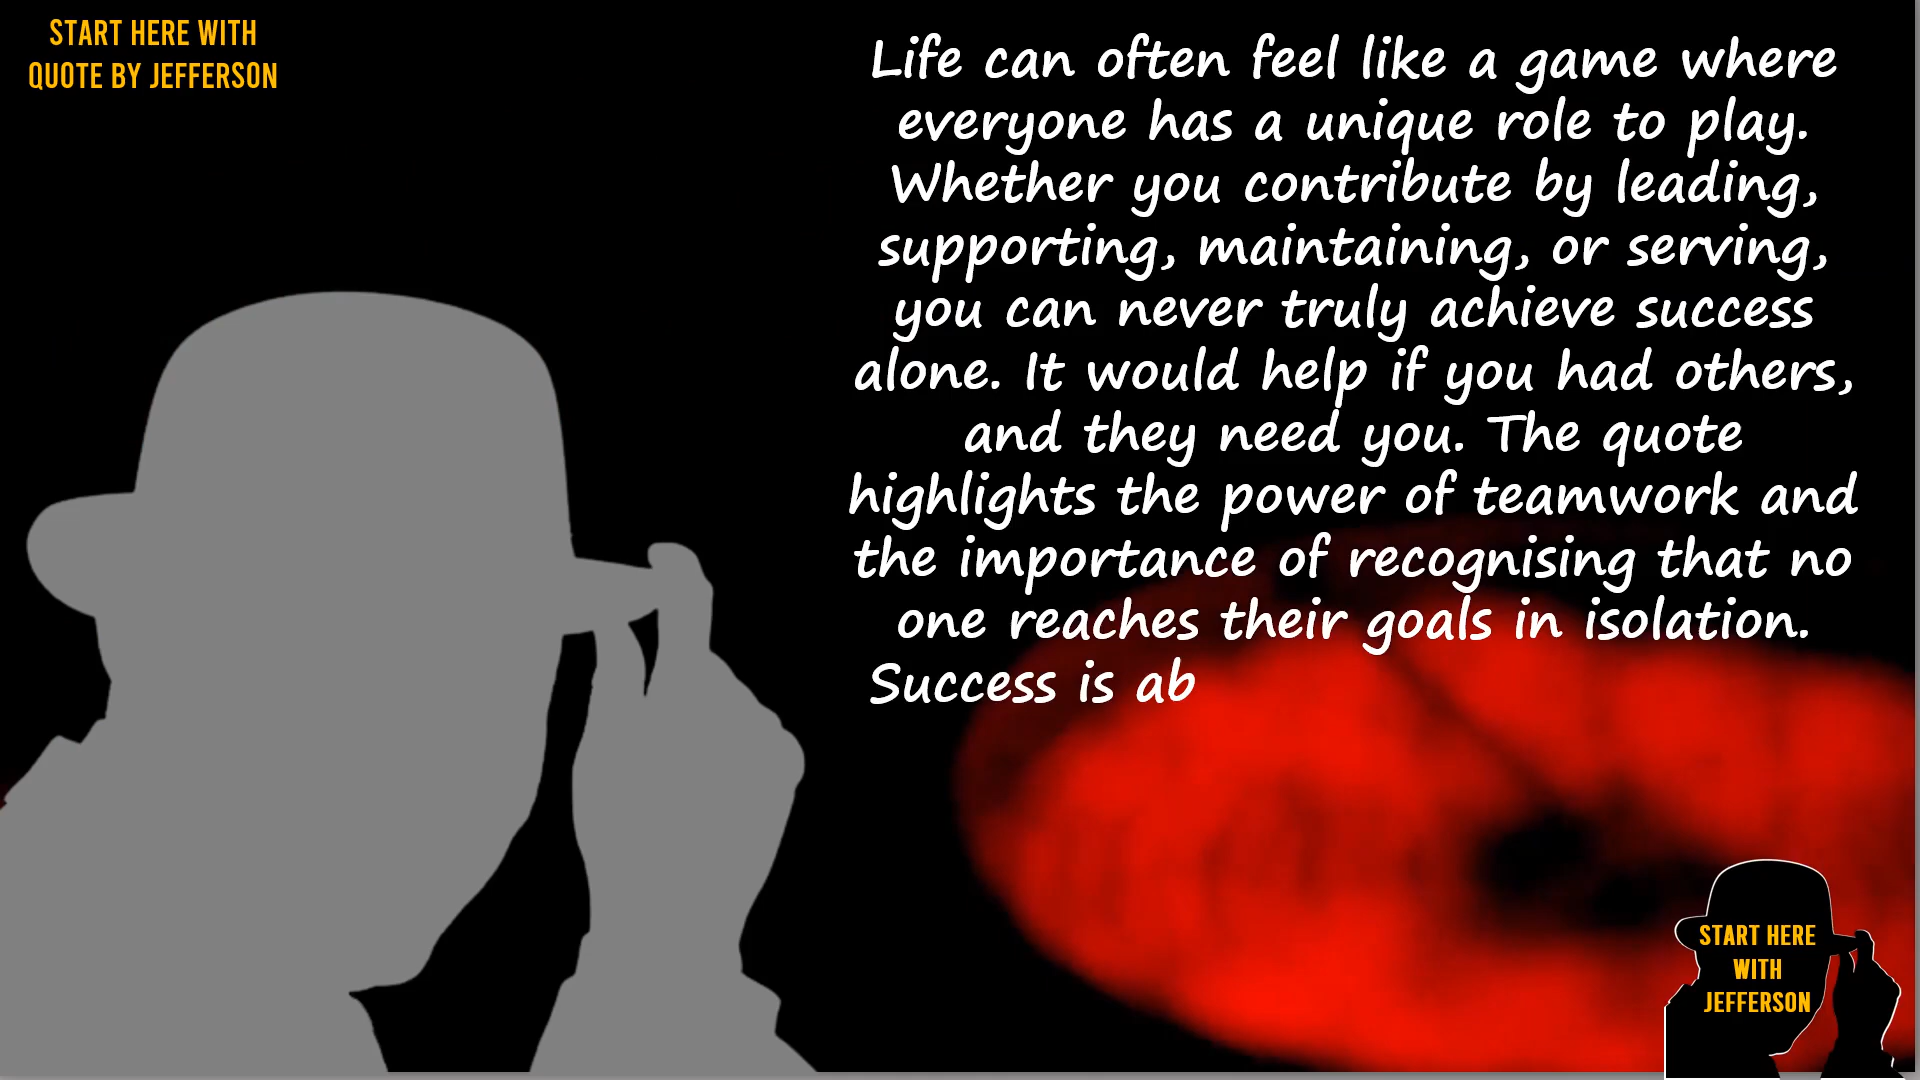 START HERE WITH
QUOTE BY JEFFERSON
Life can often feel like a game where
everyone has a unique role to play.
Whether you contribute by leading,
supporting, maintaining, or serving,
you can never truly achieve success
alone. It would help if you had others,
and they need you. The quote
highlights the power of teamwork and
the importance of recognising that no
one reaches their goals in isolation.
Success is ab
START HERE
WITH
JEFFERSON